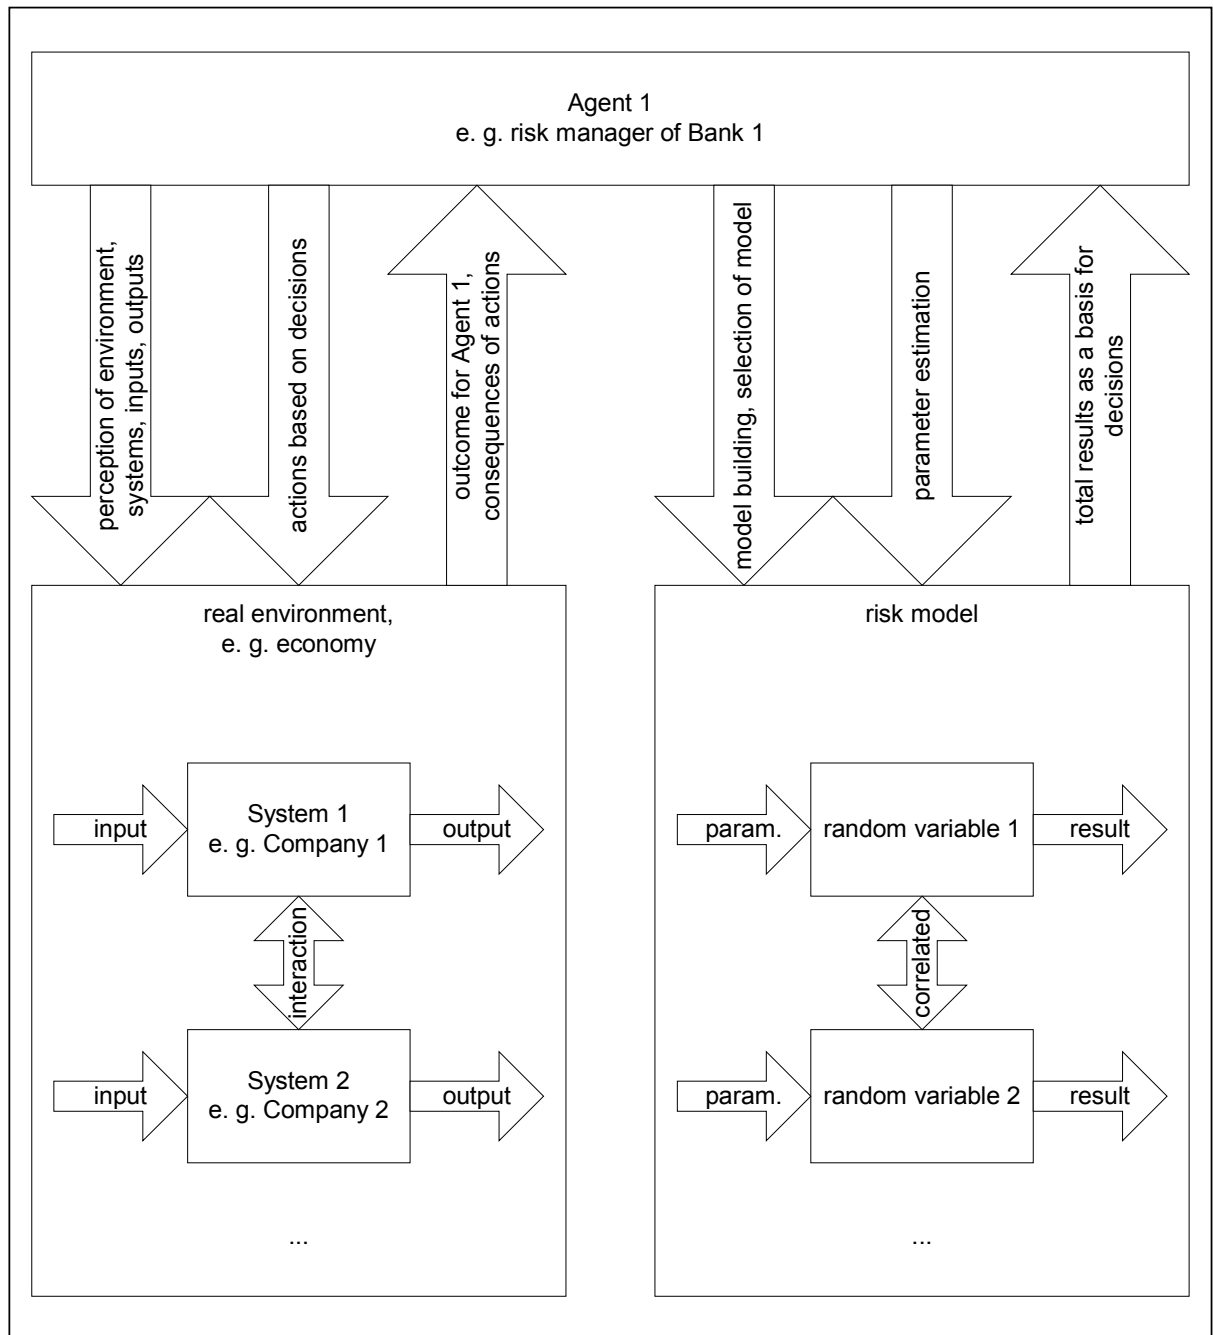 Agent 1
e. g. risk manager of Bank 1
perception of environment,
systems, inputs, outputs
actions based on decisions
outcome for Agent 1,
consequences of actions
model building, selection of model
parameter estimation
total results as a basis for
decisions
real environment,
e. g. economy
input
System 1
e. g. Company 1
output
interaction
input
System 2
e. g. Company 2
output
...
risk model
param.
random variable 1
result
correlated
param.
random variable 2
result
...